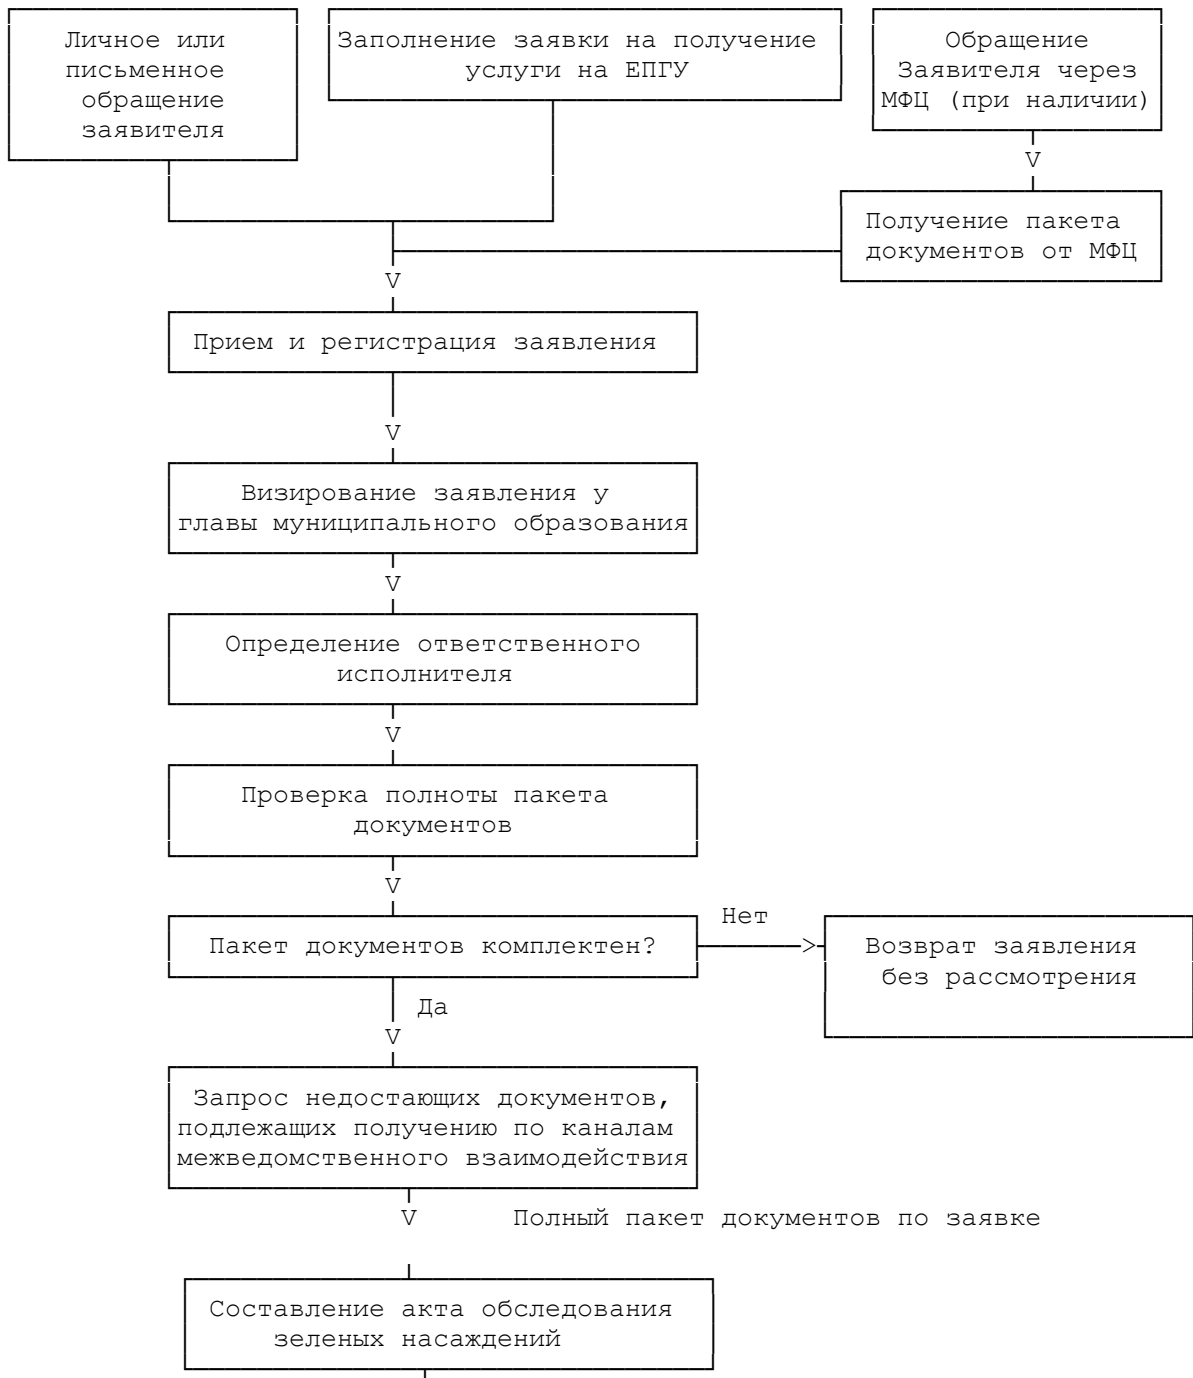 Личное или
письменное
обращение
заявителя
Заполнение заявки на получение
услуги на ЕПГУ
Обращение
Заявителя через
МФЦ (при наличии)
V
Получение пакета
документов от МФЦ
V
Прием и регистрация заявления
V
Визирование заявления у
главы муниципального образования
V
Определение ответственного
исполнителя
V
Проверка полноты пакета
документов
V
Пакет документов комплектен?
Нет
>
Возврат заявления
без рассмотрения
Да
V
Запрос недостающих документов,
подлежащих получению по каналам
межведомственного взаимодействия
V Полный пакет документов по заявке
Составление акта обследования
зеленых насаждений